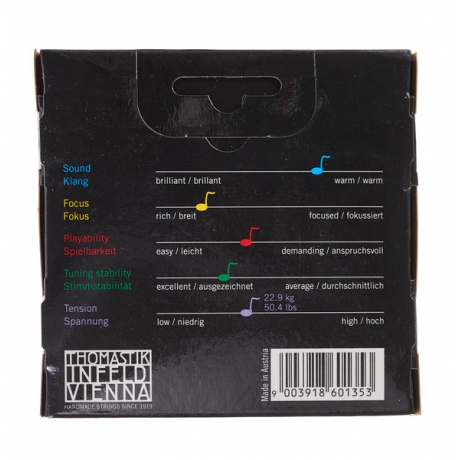 Sound
Klang
brilliant / brillant
warm / warm
Focus
Fokus
rich / breit
focused / fokussiert
Playability
Spielbarkeit
easy / leicht
demanding / anspruchsvoll
Tuning stability
Stimmstabilität
excellent / ausgezeichnet
average / durchschnittlich
Tension
Spannung
22.9 kg
50.4 lbs
low / niedrig
high / hoch
THOMASTIK
INFELD
VIENNA
HANDMADE STRINGS SINCE 1919
Made in Austria
9 003918 601353